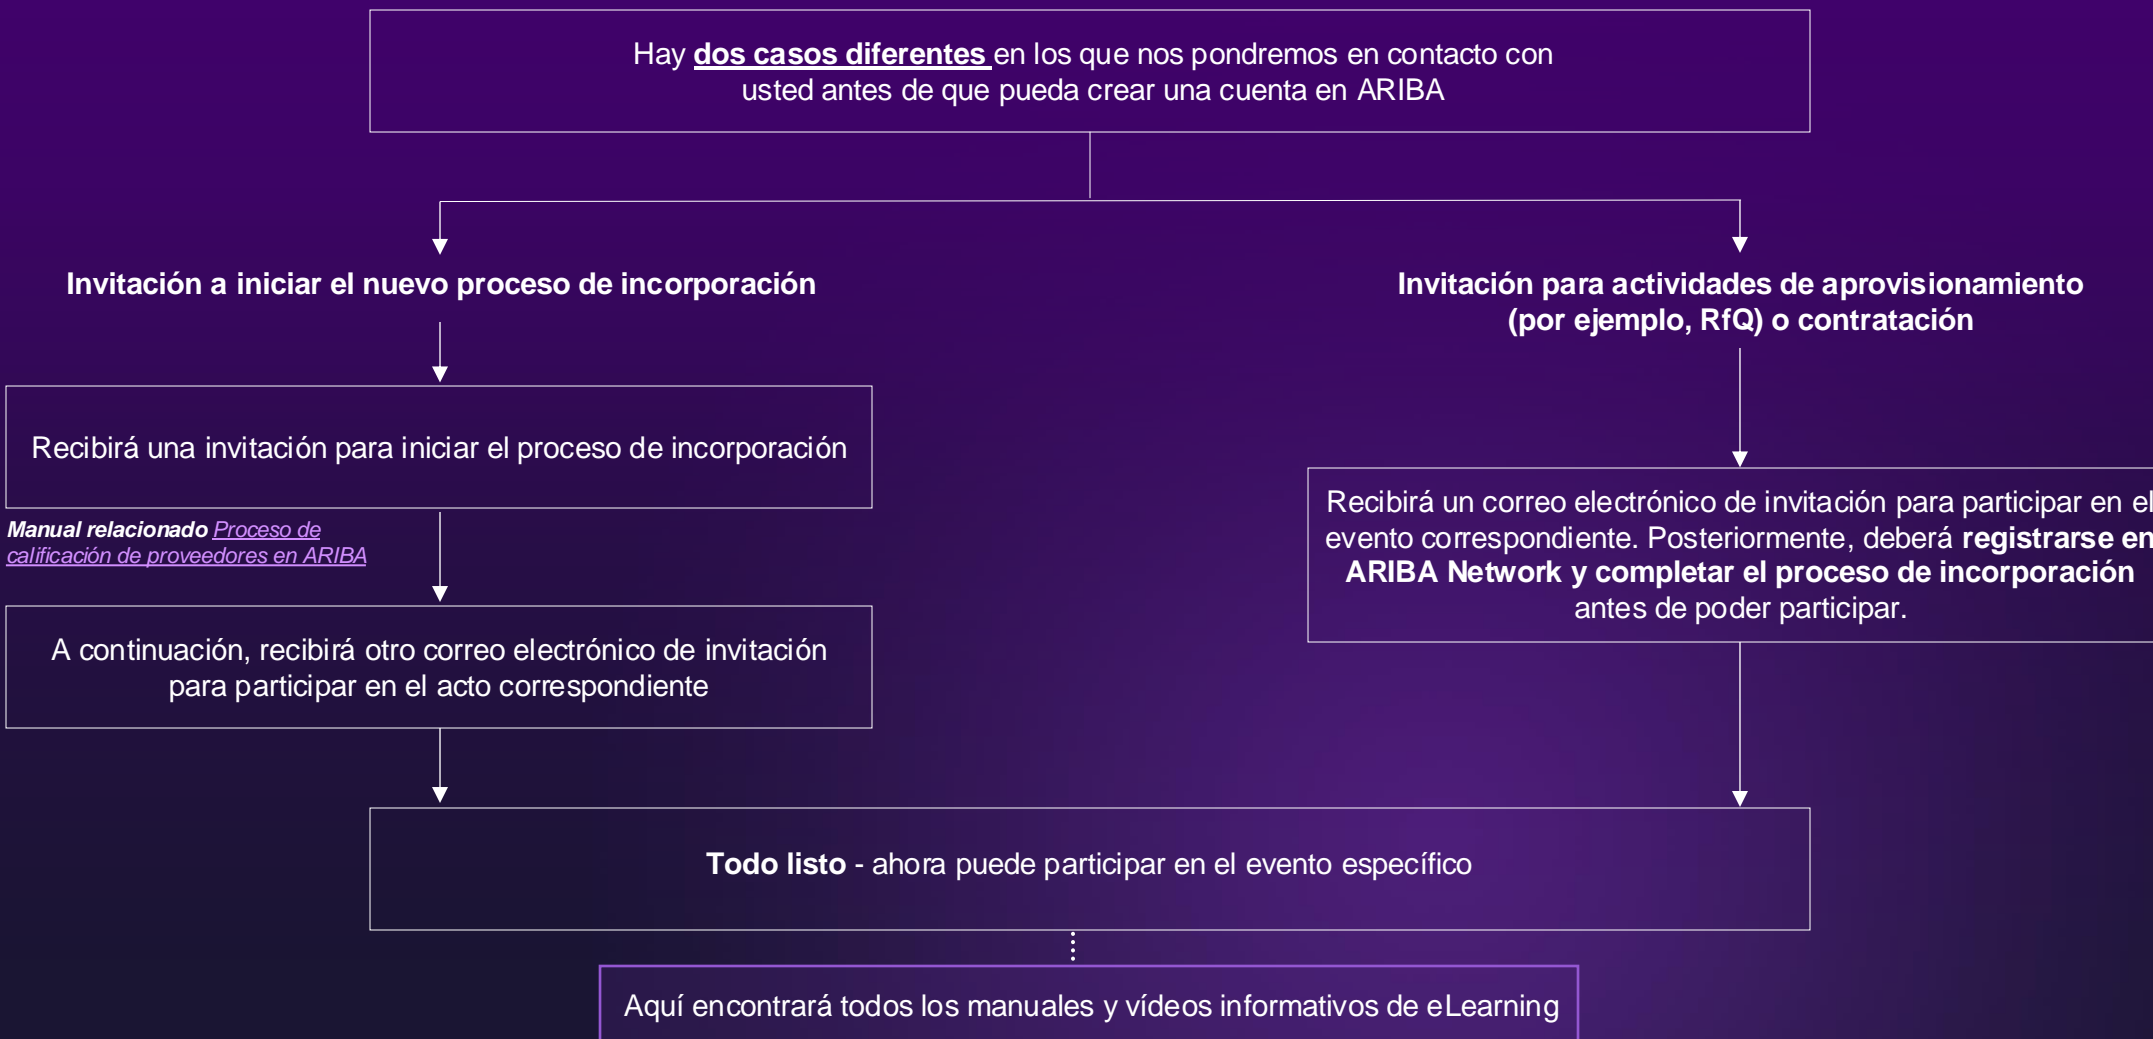 Hay dos casos diferentes en los que nos pondremos en contacto con
usted antes de que pueda crear una cuenta en ARIBA
Invitación a iniciar el nuevo proceso de incorporación
Recibirá una invitación para iniciar el proceso de incorporación
Manual relacionado Proceso de
calificación de proveedores en ARIBA
A continuación, recibirá otro correo electrónico de invitación
para participar en el acto correspondiente
Invitación para actividades de aprovisionamiento
(por ejemplo, RfQ) o contratación
Recibirá un correo electrónico de invitación para participar en el
evento correspondiente. Posteriormente, deberá registrarse en
ARIBA Network y completar el proceso de incorporación
antes de poder participar.
Todo listo - ahora puede participar en el evento específico
Aquí encontrará todos los manuales y vídeos informativos de eLearning